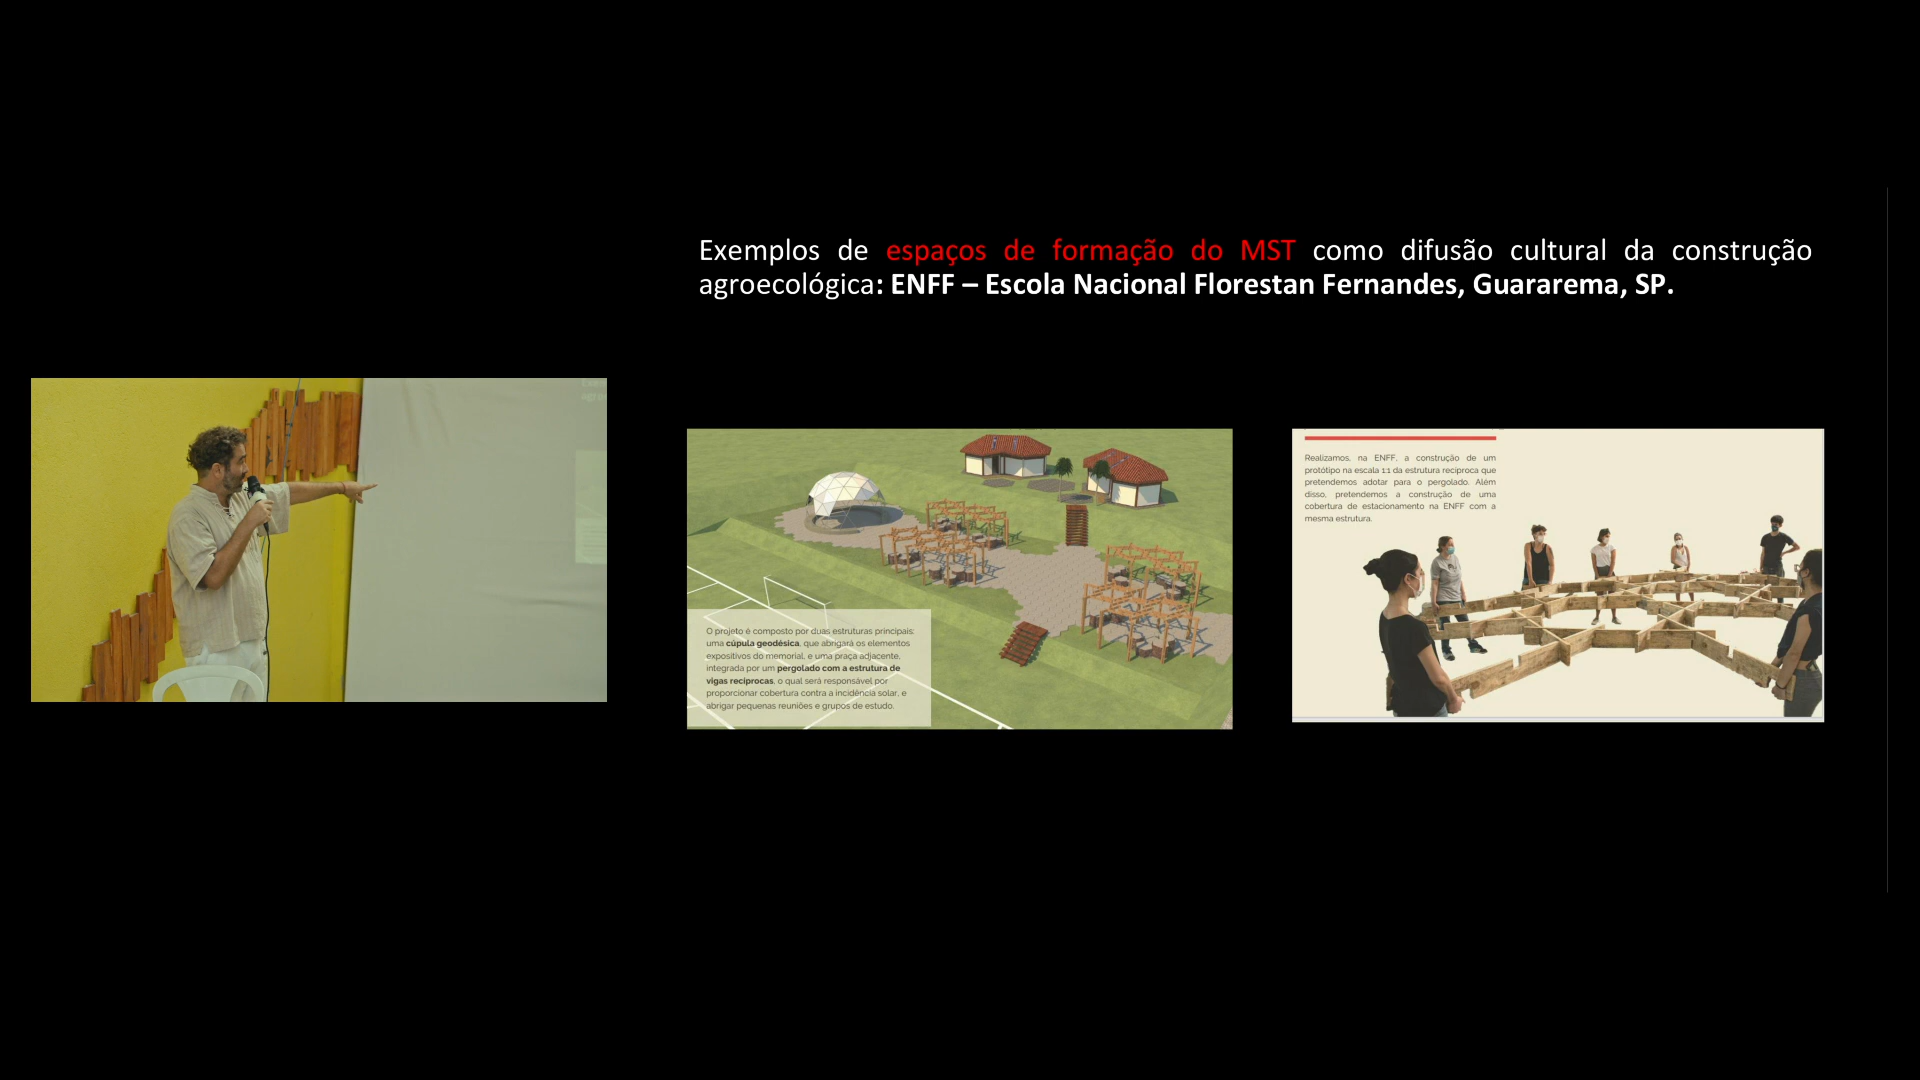 Exemplos de espaços de formação do MST como difusão cultural da construção
agroecológica: ENFF – Escola Nacional Florestan Fernandes, Guararema, SP.
O projeto é composto por duas estruturas principais:
uma cúpula geodésica, que abrigará os elementos
expositivos do memorial, e uma praça adjacente,
integrada por um pergolado com a estrutura de
vigas recíprocas, o qual será responsável por
proporcionar cobertura contra a incidência solar, e
abrigar pequenas reuniões e grupos de estudo.
Realizamos, na ENFF, a construção de um
protótipo na escala 1:1 da estrutura recíproca que
pretendemos adotar para o pergolado. Além
disso, pretendemos a construção de uma
cobertura de estacionamento na ENFF com a
mesma estrutura.